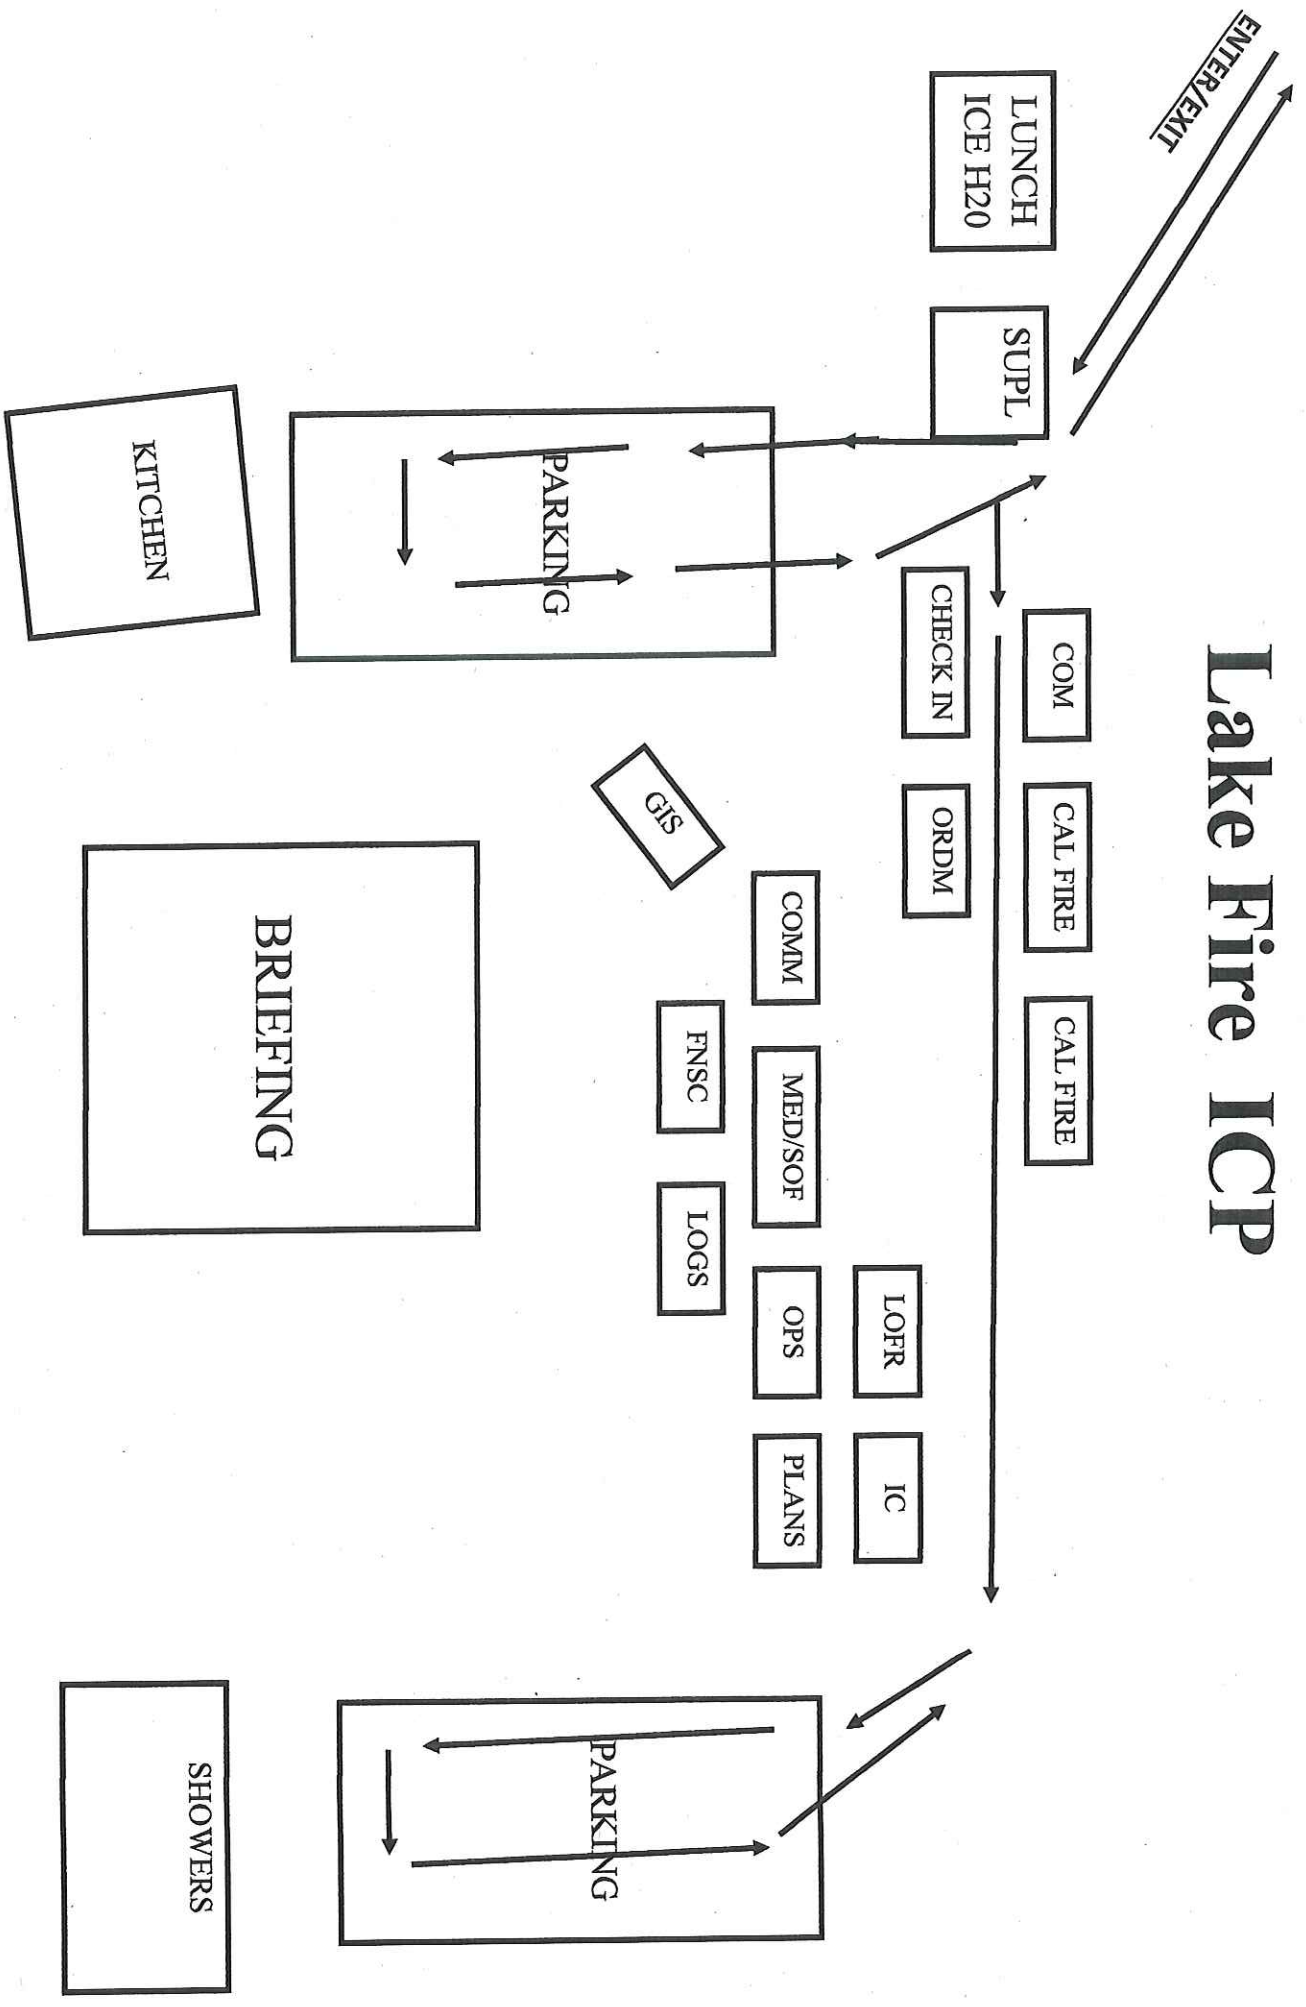 Lake Fire ICP
ENTER/EXIT
LUNCH
ICE H20
SUPL
COM
CAL FIRE
CAL FIRE
CHECK IN
ORDM
LOFR
IC
COMM
MED/SOF
OPS
PLANS
GIS
FNSC
LOGS
PARKING
PARKING
KITCHEN
BRIEFING
SHOWERS